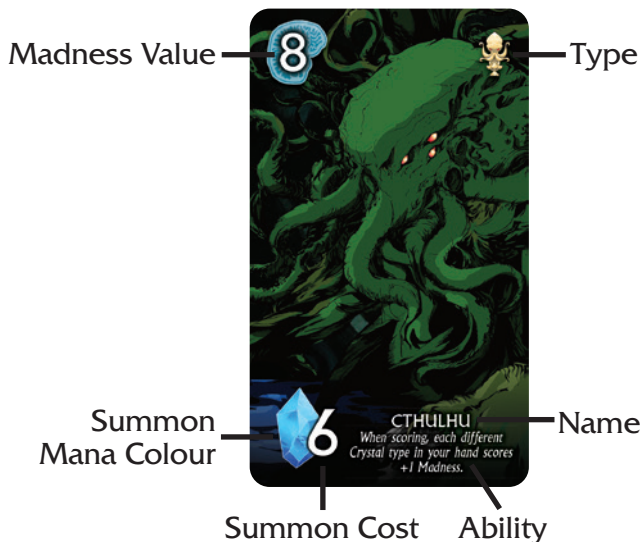 Madness Value
8
Type
Summon
Mana Colour
6
CTHULHU
When scoring, each different
Crystal type in your hand scores
+1 Madness.
Name
Summon Cost
Ability